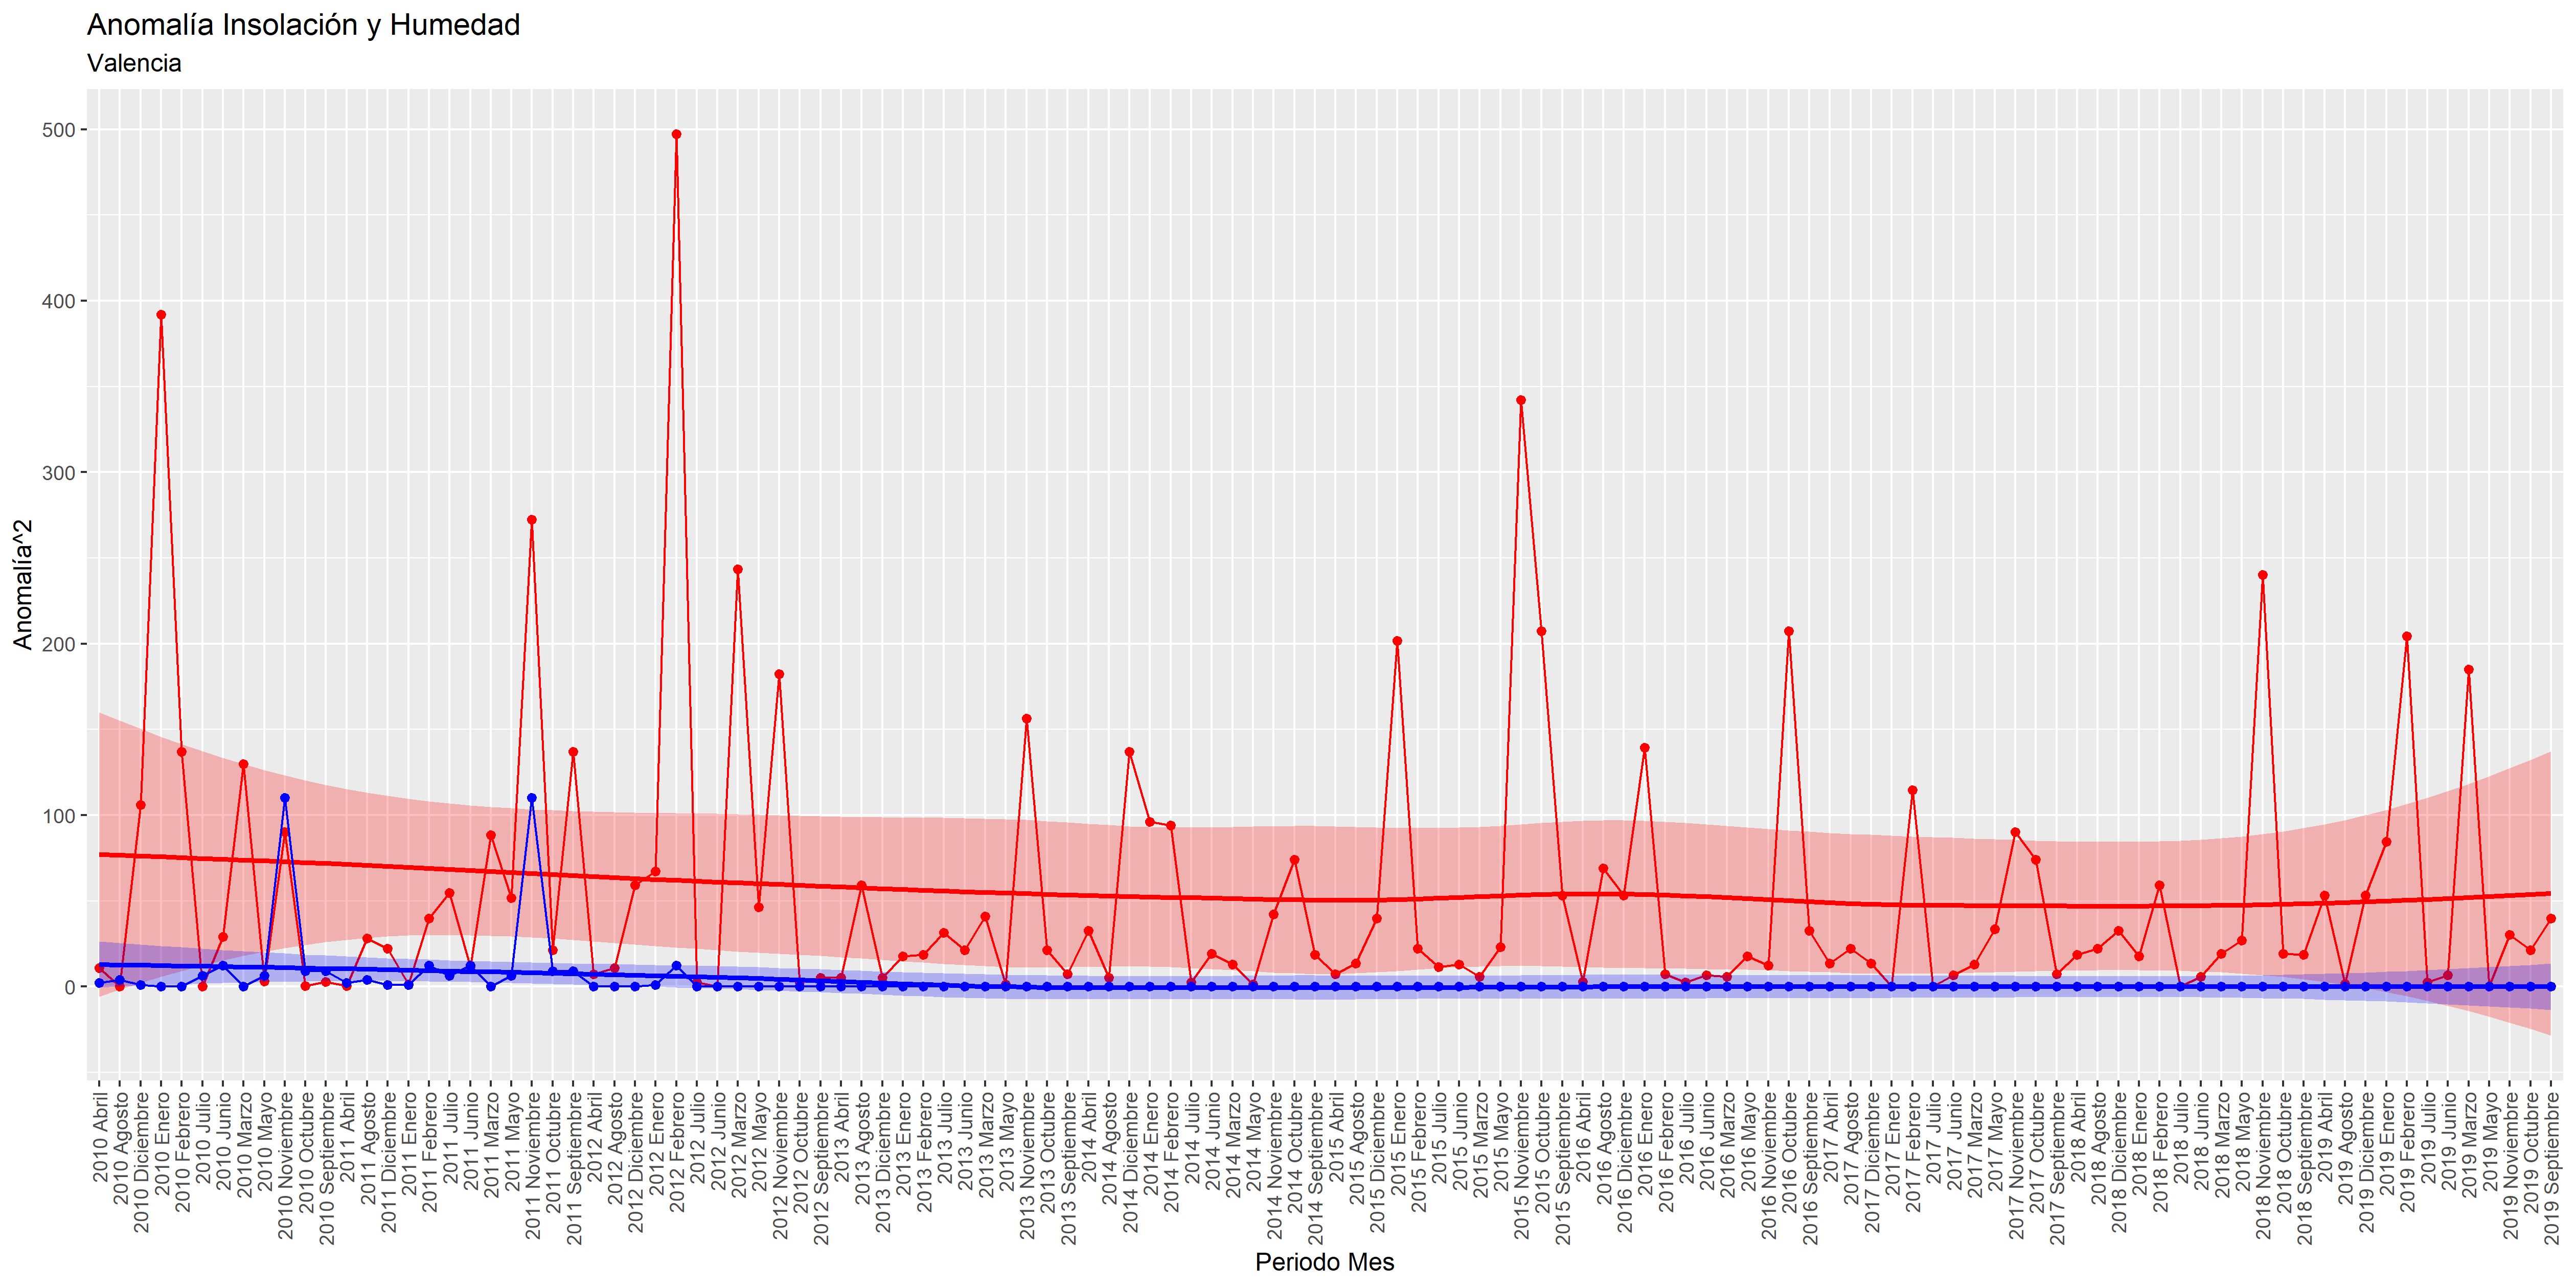 Anomalía Insolación y Humedad
Valencia
Anomalía^2
500
400
300
200
100
0
2010 Abril
2010 Agosto
2010 Diciembre
2010 Enero
2010 Febrero
2010 Julio
2010 Junio
2010 Marzo
2010 Mayo
2010 Noviembre
2010 Octubre
2010 Septiembre
2011 Abril
2011 Agosto
2011 Diciembre
2011 Enero
2011 Febrero
2011 Julio
2011 Junio
2011 Marzo
2011 Mayo
2011 Noviembre
2011 Octubre
2011 Septiembre
2012 Abril
2012 Agosto
2012 Diciembre
2012 Enero
2012 Febrero
2012 Julio
2012 Junio
2012 Marzo
2012 Mayo
2012 Noviembre
2012 Octubre
2012 Septiembre
2013 Abril
2013 Agosto
2013 Diciembre
2013 Enero
2013 Febrero
2013 Julio
2013 Junio
2013 Marzo
2013 Mayo
2013 Noviembre
2013 Octubre
2013 Septiembre
2014 Abril
2014 Agosto
2014 Diciembre
2014 Enero
2014 Febrero
2014 Julio
2014 Junio
2014 Marzo
2014 Mayo
2014 Noviembre
2014 Octubre
2014 Septiembre
2015 Abril
2015 Agosto
2015 Diciembre
2015 Enero
2015 Febrero
2015 Julio
2015 Junio
2015 Marzo
2015 Mayo
2015 Noviembre
2015 Octubre
2015 Septiembre
2016 Abril
2016 Agosto
2016 Diciembre
2016 Enero
2016 Febrero
2016 Julio
2016 Junio
2016 Marzo
2016 Mayo
2016 Noviembre
2016 Octubre
2016 Septiembre
2017 Abril
2017 Agosto
2017 Diciembre
2017 Enero
2017 Febrero
2017 Julio
2017 Junio
2017 Marzo
2017 Mayo
2017 Noviembre
2017 Octubre
2017 Septiembre
2018 Abril
2018 Agosto
2018 Diciembre
2018 Enero
2018 Febrero
2018 Julio
2018 Junio
2018 Marzo
2018 Mayo
2018 Noviembre
2018 Octubre
2018 Septiembre
2019 Abril
2019 Agosto
2019 Diciembre
2019 Enero
2019 Febrero
2019 Julio
2019 Junio
2019 Marzo
2019 Mayo
2019 Noviembre
2019 Octubre
2019 Septiembre
Periodo Mes